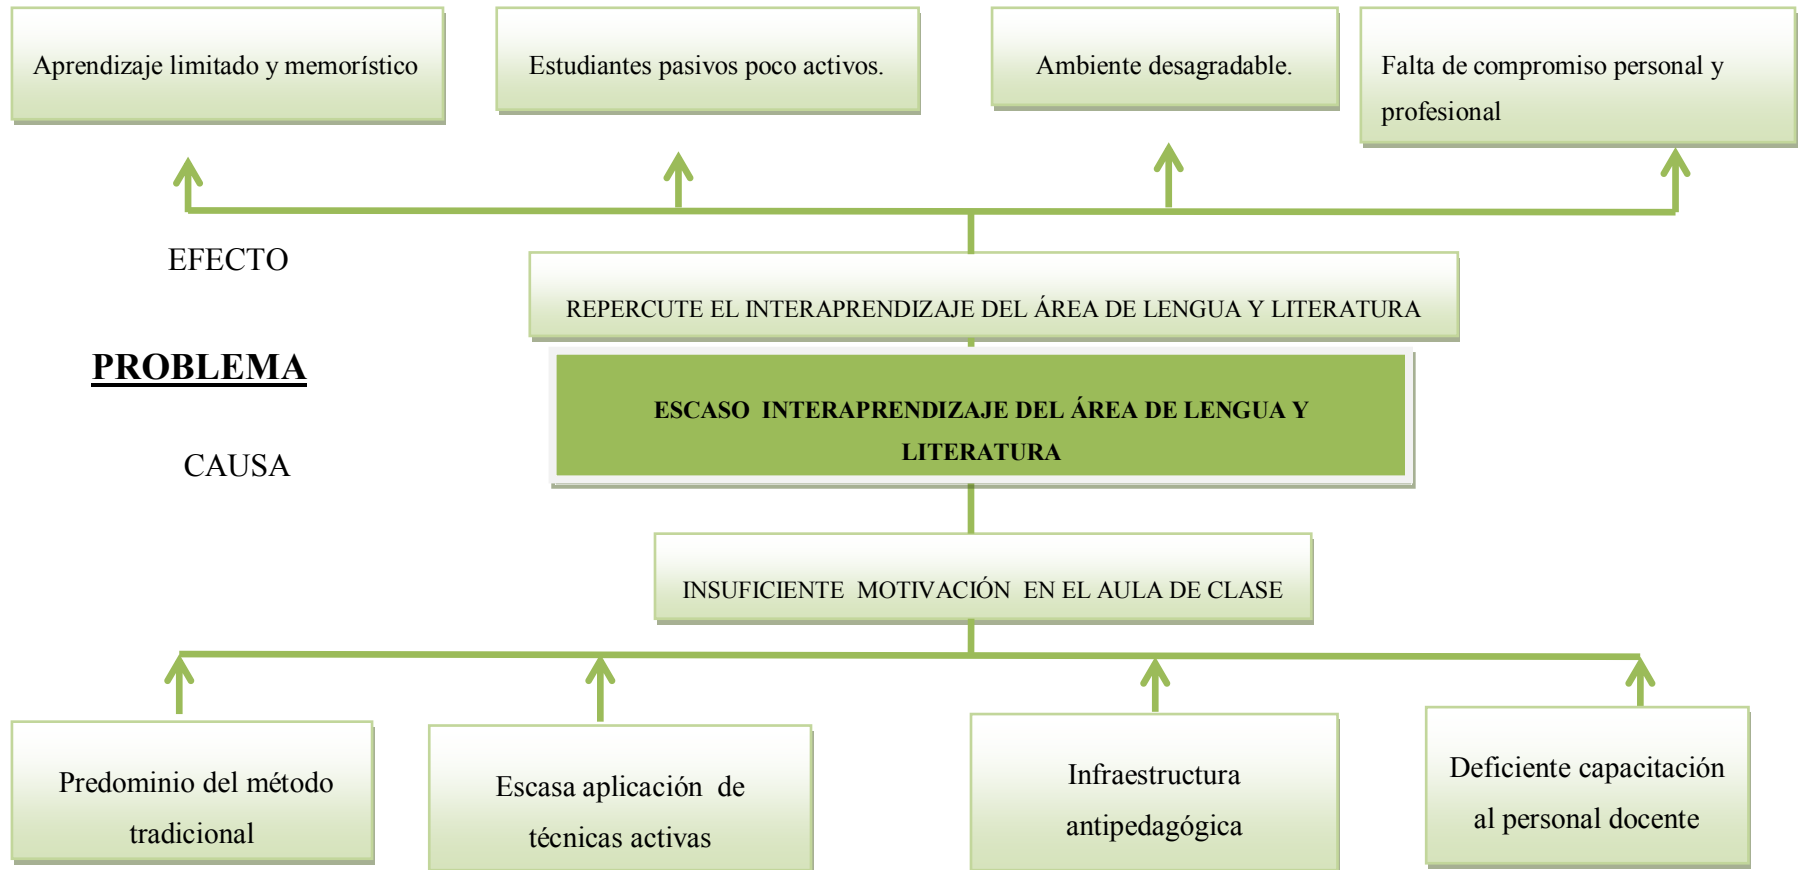 Aprendizaje limitado y memorístico
Estudiantes pasivos poco activos.
Ambiente desagradable.
Falta de compromiso personal y
profesional
EFECTO
REPERCUTE EL INTERAPRENDIZAJE DEL ÁREA DE LENGUA Y LITERATURA
PROBLEMA
ESCASO INTERAPRENDIZAJE DEL ÁREA DE LENGUA Y
LITERATURA
CAUSA
INSUFICIENTE MOTIVACIÓN EN EL AULA DE CLASE
Predominio del método
tradicional
Escasa aplicación de
técnicas activas
Infraestructura
antipedagógica
Deficiente capacitación
al personal docente